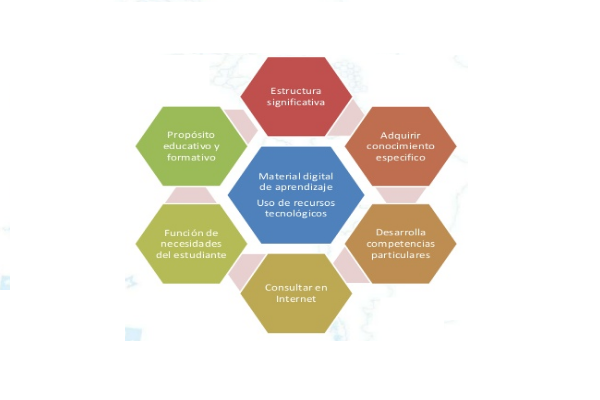 Estructura
significativa
Propósito
educativo y
formativo
Adquirir
conocimiento
especifico
Material digital
de aprendizaje
Uso de recursos
tecnológicos
Función de
necesidades
del estudiante
Desarrolla
competencias
particulares
Consultar en
Internet